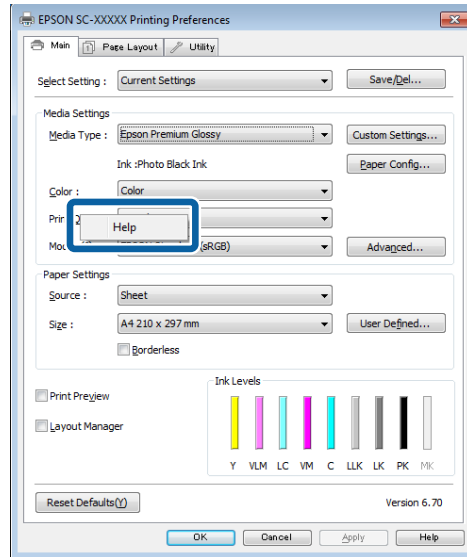 EPSON SC-XXXXX Printing Preferences
Main Page Layout Utility
Select Setting : Current Settings Save/Del...
Media Settings
Media Type : Epson Premium Glossy Custom Settings...
Ink :Photo Black Ink Paper Config...
Color : Color
Help
(sRGB) Advanced...
Paper Settings
Source : Sheet
Size : A4 210 x 297 mm User Defined...
Borderless
Print Preview
Layout Manager
Ink Levels
Y VLM LC VM C LLK LK PK MK
Reset Defaults(Y) Version 6.70
OK Cancel Apply Help